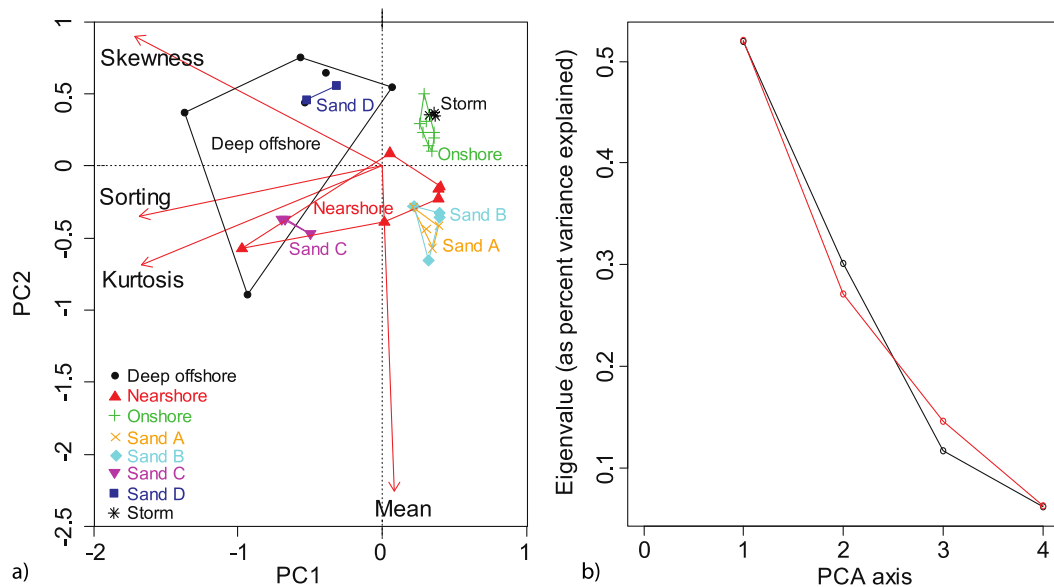 1
0.5
0
-0.5
-1
-1.5
-2
-2.5
PC2
Skewness
Sorting
Kurtosis
Mean
Sand D
Deep offshore
Storm
Onshore
Nearshore
Sand B
Sand A
Sand C
Deep offshore
Nearshore
Onshore
Sand A
Sand B
Sand C
Sand D
Storm
-2
-1
0
1
PC1
a)
0.5
0.4
0.3
0.2
0.1
Eigenvalue (as percent variance explained)
0
1
2
3
4
PCA axis
b)